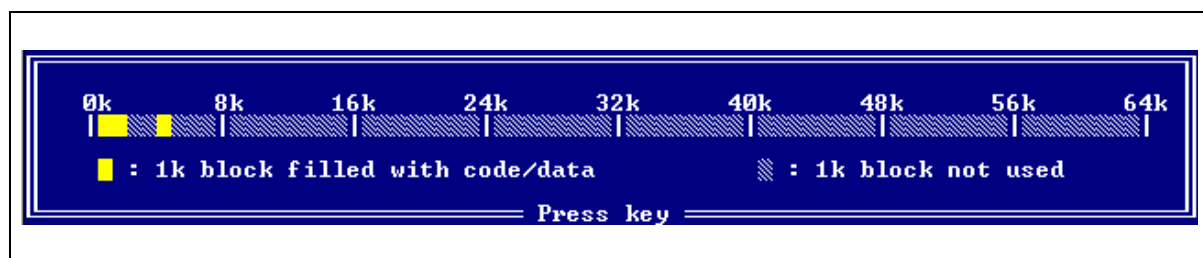 0k 8k 16k 24k 32k 40k 48k 56k 64k
: 1k block filled with code/data : 1k block not used
Press key